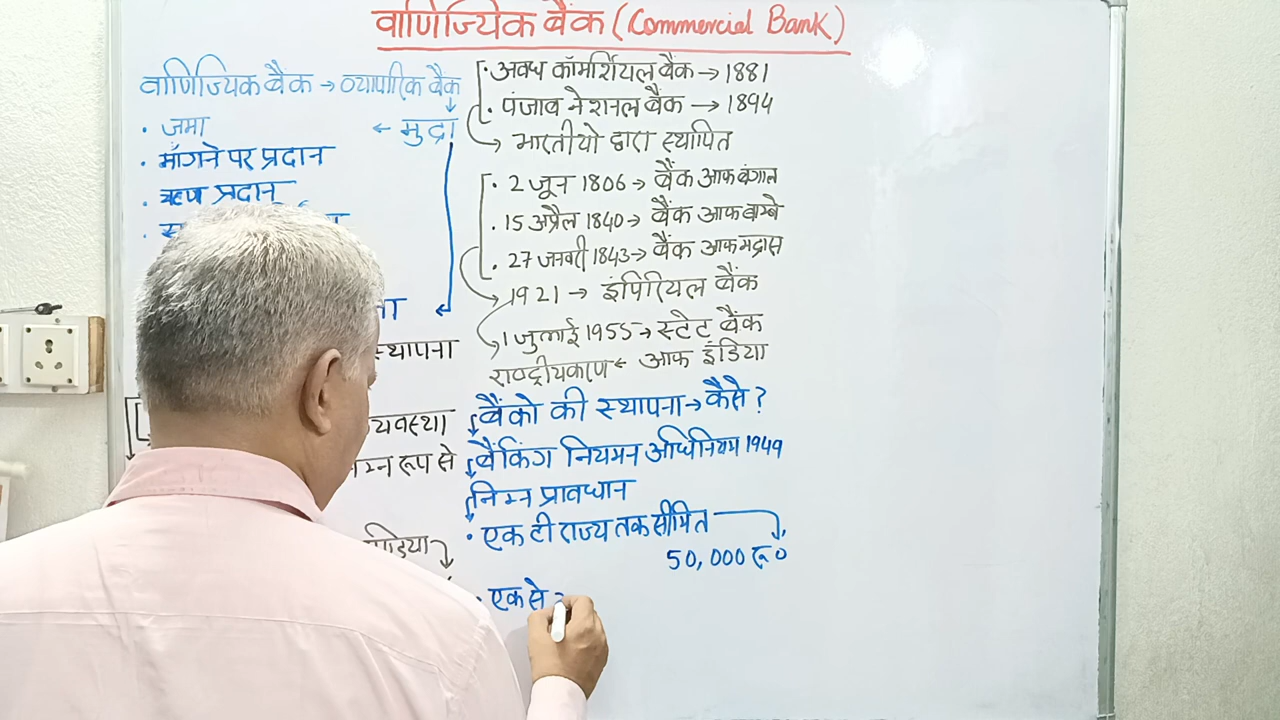 वाणिज्यिक बैंक (Commercial Bank)
वाणिज्यिक बैंक → व्यापारिक बैंक
· जमा ← मुद्रा
· माँगने पर प्रदान
· ऋण प्रदान
स्थापना
व्यवस्था
निम्न रूप से
· अवध कॉमर्शियल बैंक → 1881
· पंजाब नेशनल बैंक → 1894
→ भारतीयो द्वारा स्थापित
· 2 जून 1806 → बैंक आफ बंगाल
· 15 अप्रैल 1840 → बैंक आफ बाम्बे
· 27 जनवरी 1843 → बैंक आफ मद्रास
→ 1921 → इंपिरियल बैंक
→ 1 जुलाई 1955 → स्टेट बैंक
राष्ट्रीयकरण ← आफ इंडिया
बैंको की स्थापना → कैसे ?
बैंकिंग नियमन अधिनियम 1949
निम्न प्रावधान
· एक ही राज्य तक सीमित
50,000 रू०
· एक से